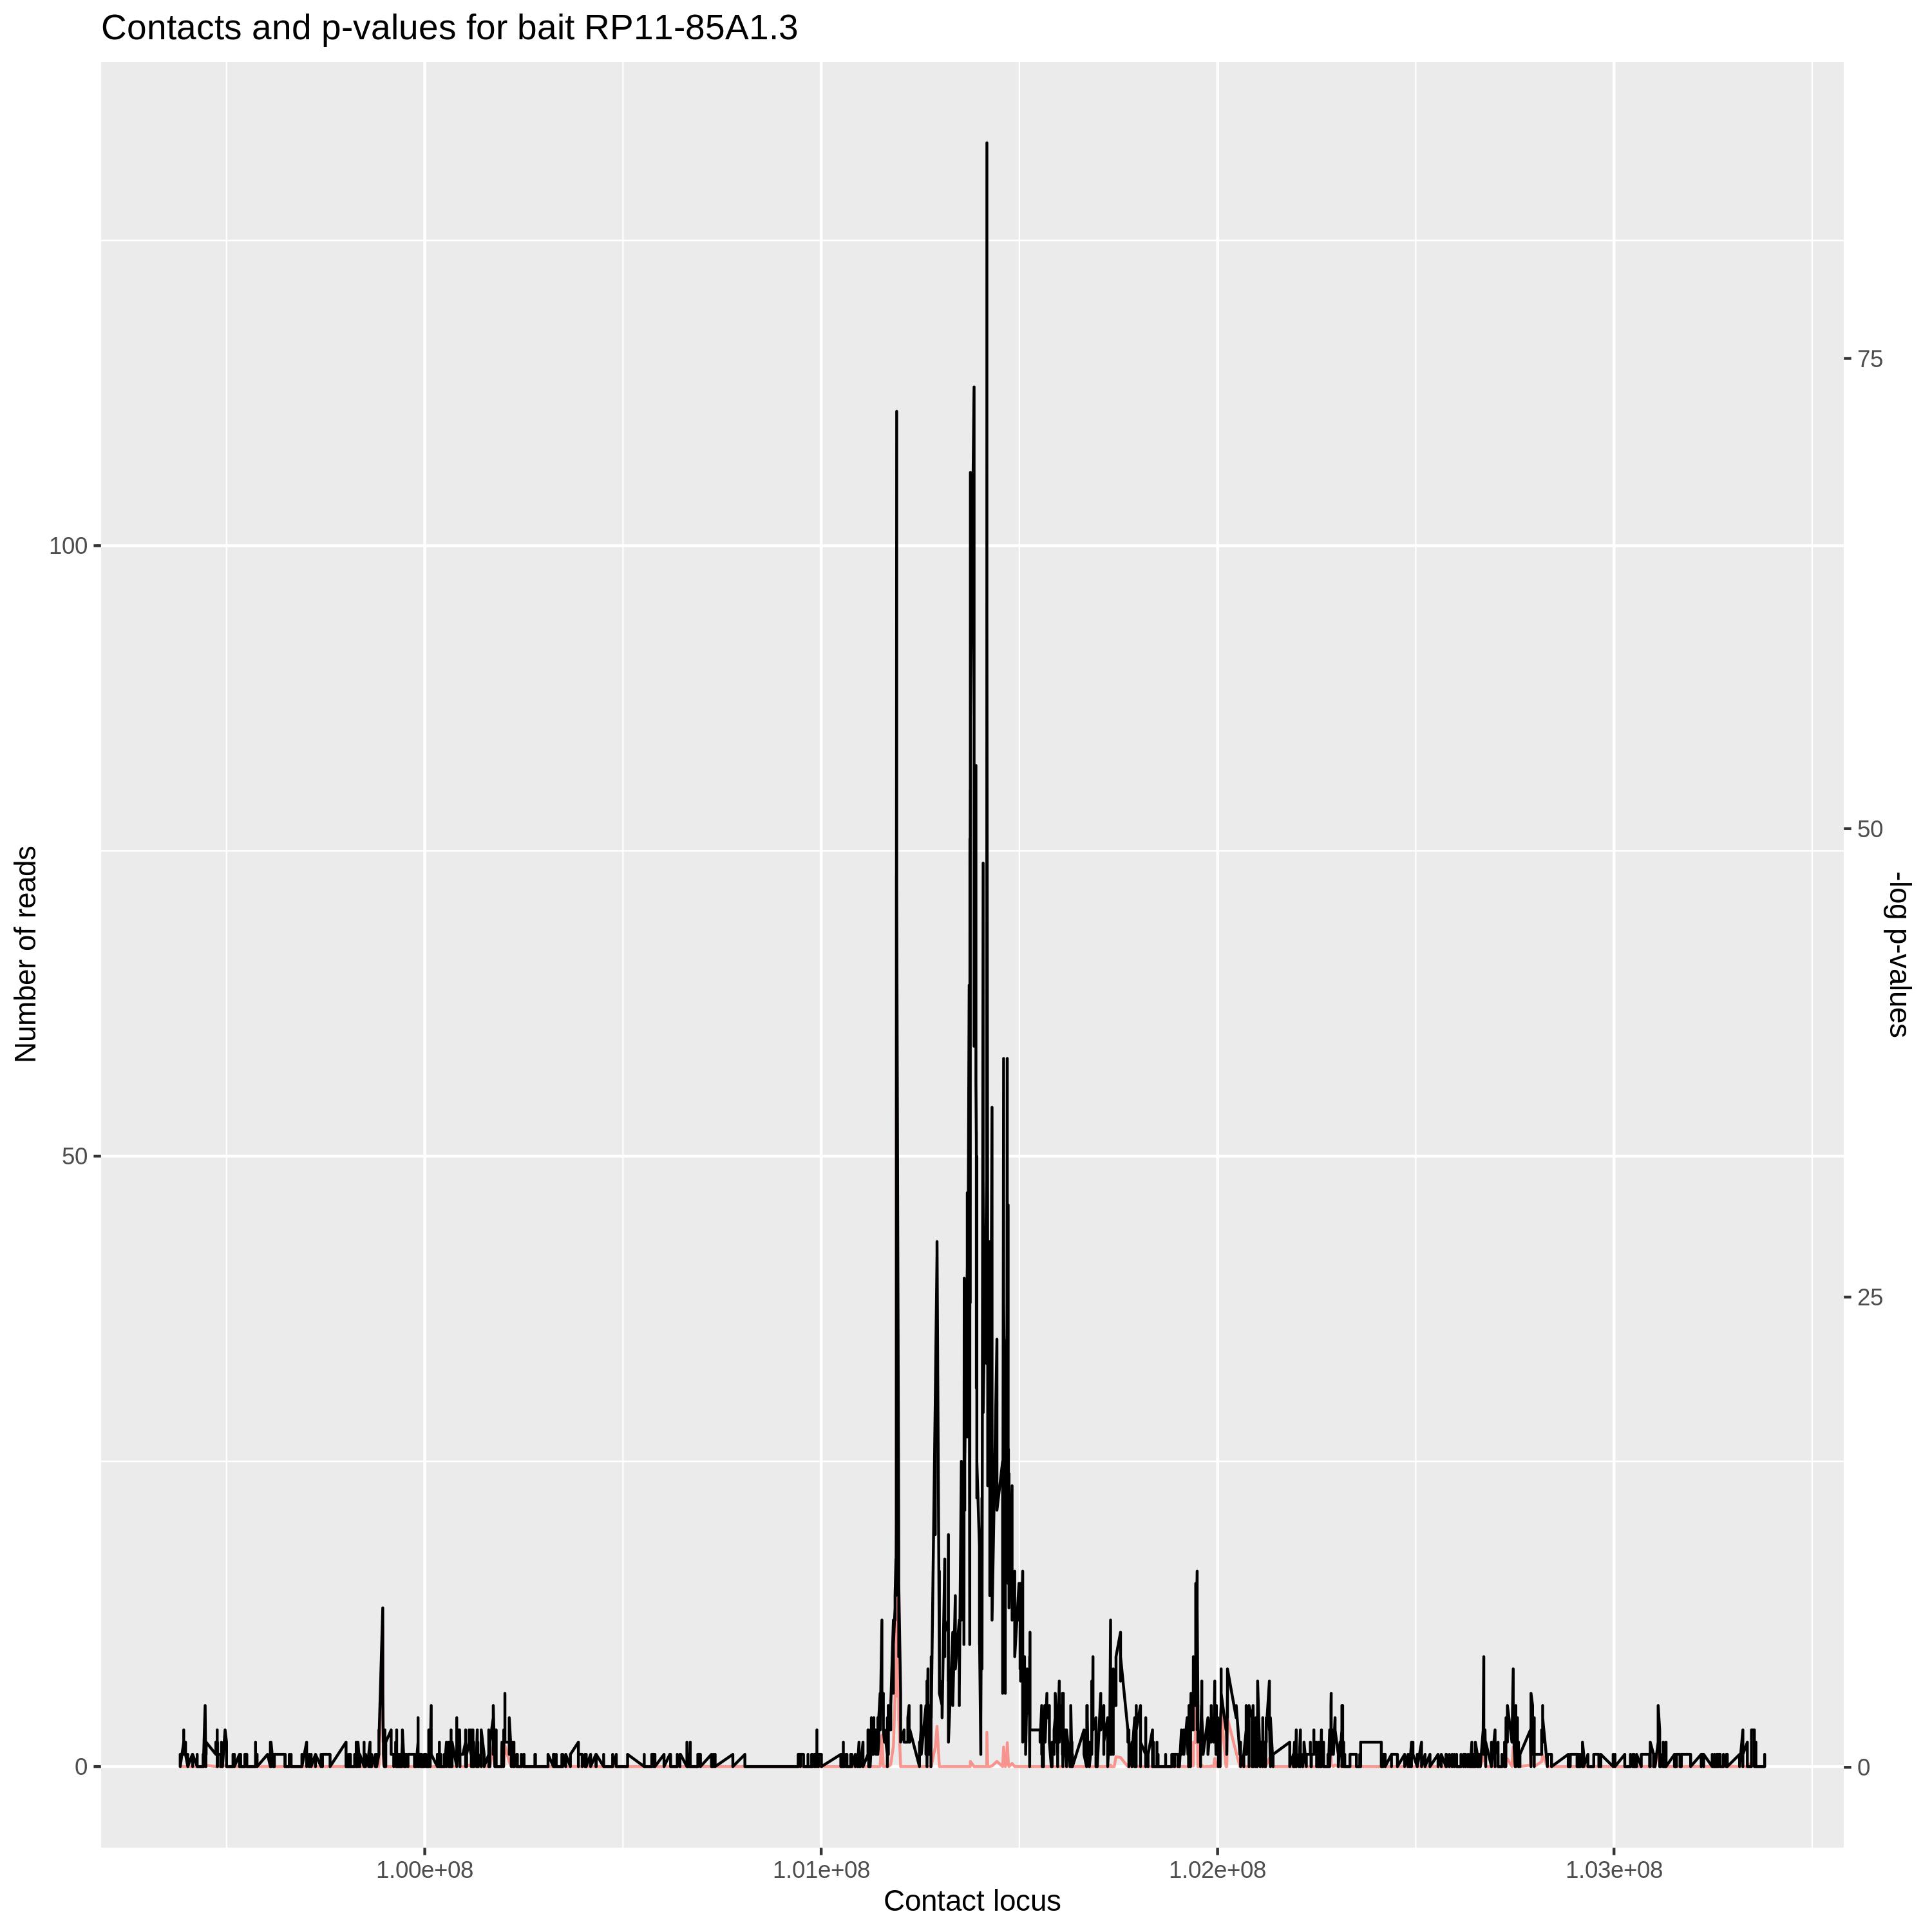 Contacts and p-values for bait RP11-85A1.3
100
50
0
Number of reads
75
50
25
0
-log p-values
1.00e+08 1.01e+08 1.02e+08 1.03e+08
Contact locus